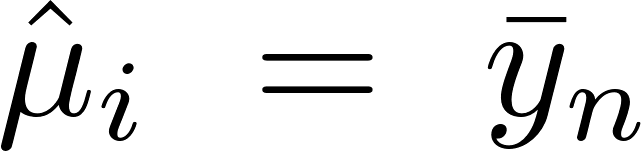 μ̂ᵢ = ȳₙ